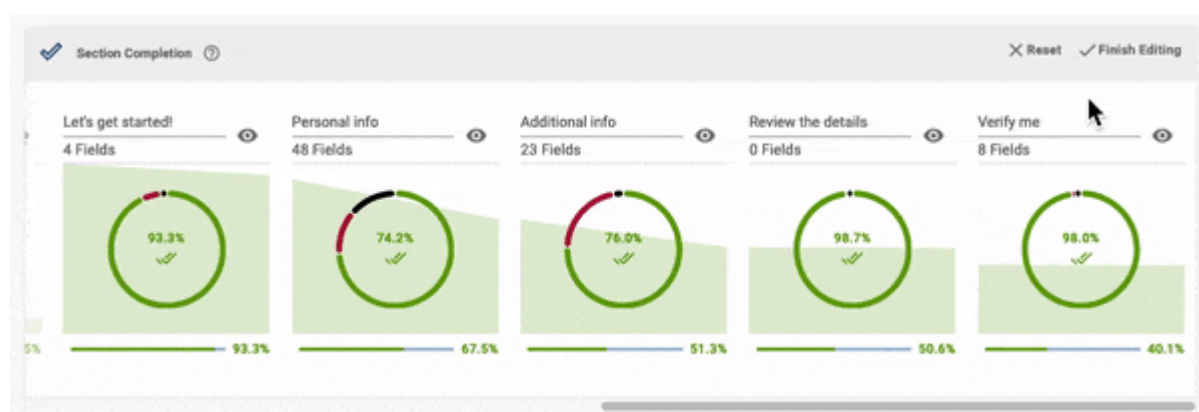 Section Completion ?
Reset Finish Editing
Let's get started!
4 Fields
93.3%
93.3%
Personal info
48 Fields
74.2%
67.5%
Additional info
23 Fields
76.0%
51.3%
Review the details
0 Fields
98.7%
50.6%
Verify me
8 Fields
98.0%
40.1%
5%